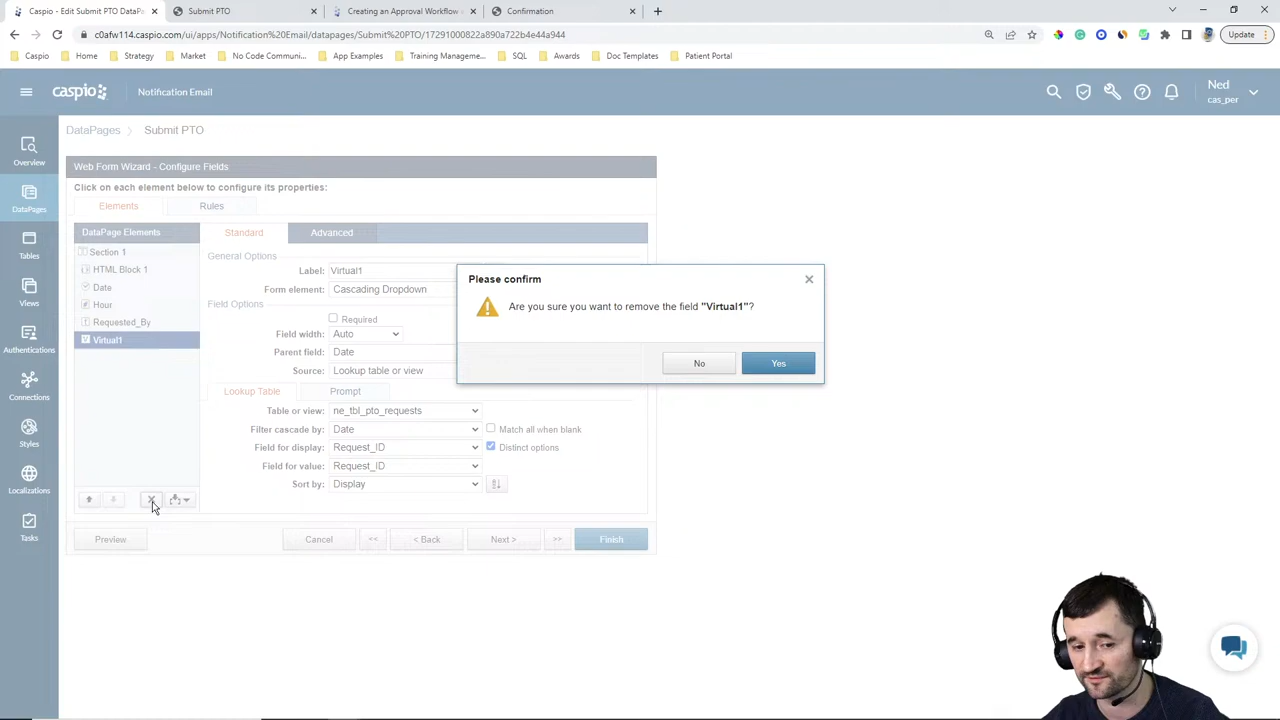 Caspio - Edit Submit PTO DataPa
Submit PTO
Creating an Approval Workflow
Confirmation
c0afw114.caspio.com/ui/apps/Notification%20Email/datapages/Submit%20PTO/17291000822a890a722b4e44a944
Update
Caspio
Home
Strategy
Market
No Code Communi...
App Examples
Training Manageme...
SQL
Awards
Doc Templates
Patient Portal
caspio
Notification Email
Ned
cas_per
DataPages
Submit PTO
Overview
DataPages
Tables
Views
Authentications
Connections
Styles
Localizations
Tasks
Web Form Wizard - Configure Fields
Click on each element below to configure its properties:
Elements
Rules
DataPage Elements
Section 1
HTML Block 1
Date
Hour
Requested_By
Virtual1
Standard
Advanced
General Options
Label: Virtual1
Form element: Cascading Dropdown
Field Options
Required
Field width: Auto
Parent field: Date
Source: Lookup table or view
Lookup Table
Prompt
Table or view: ne_tbl_pto_requests
Filter cascade by: Date
Match all when blank
Field for display: Request_ID
Distinct options
Field for value: Request_ID
Sort by: Display
Preview
Cancel
<<
< Back
Next >
>>
Finish
Please confirm
Are you sure you want to remove the field "Virtual1"?
No
Yes